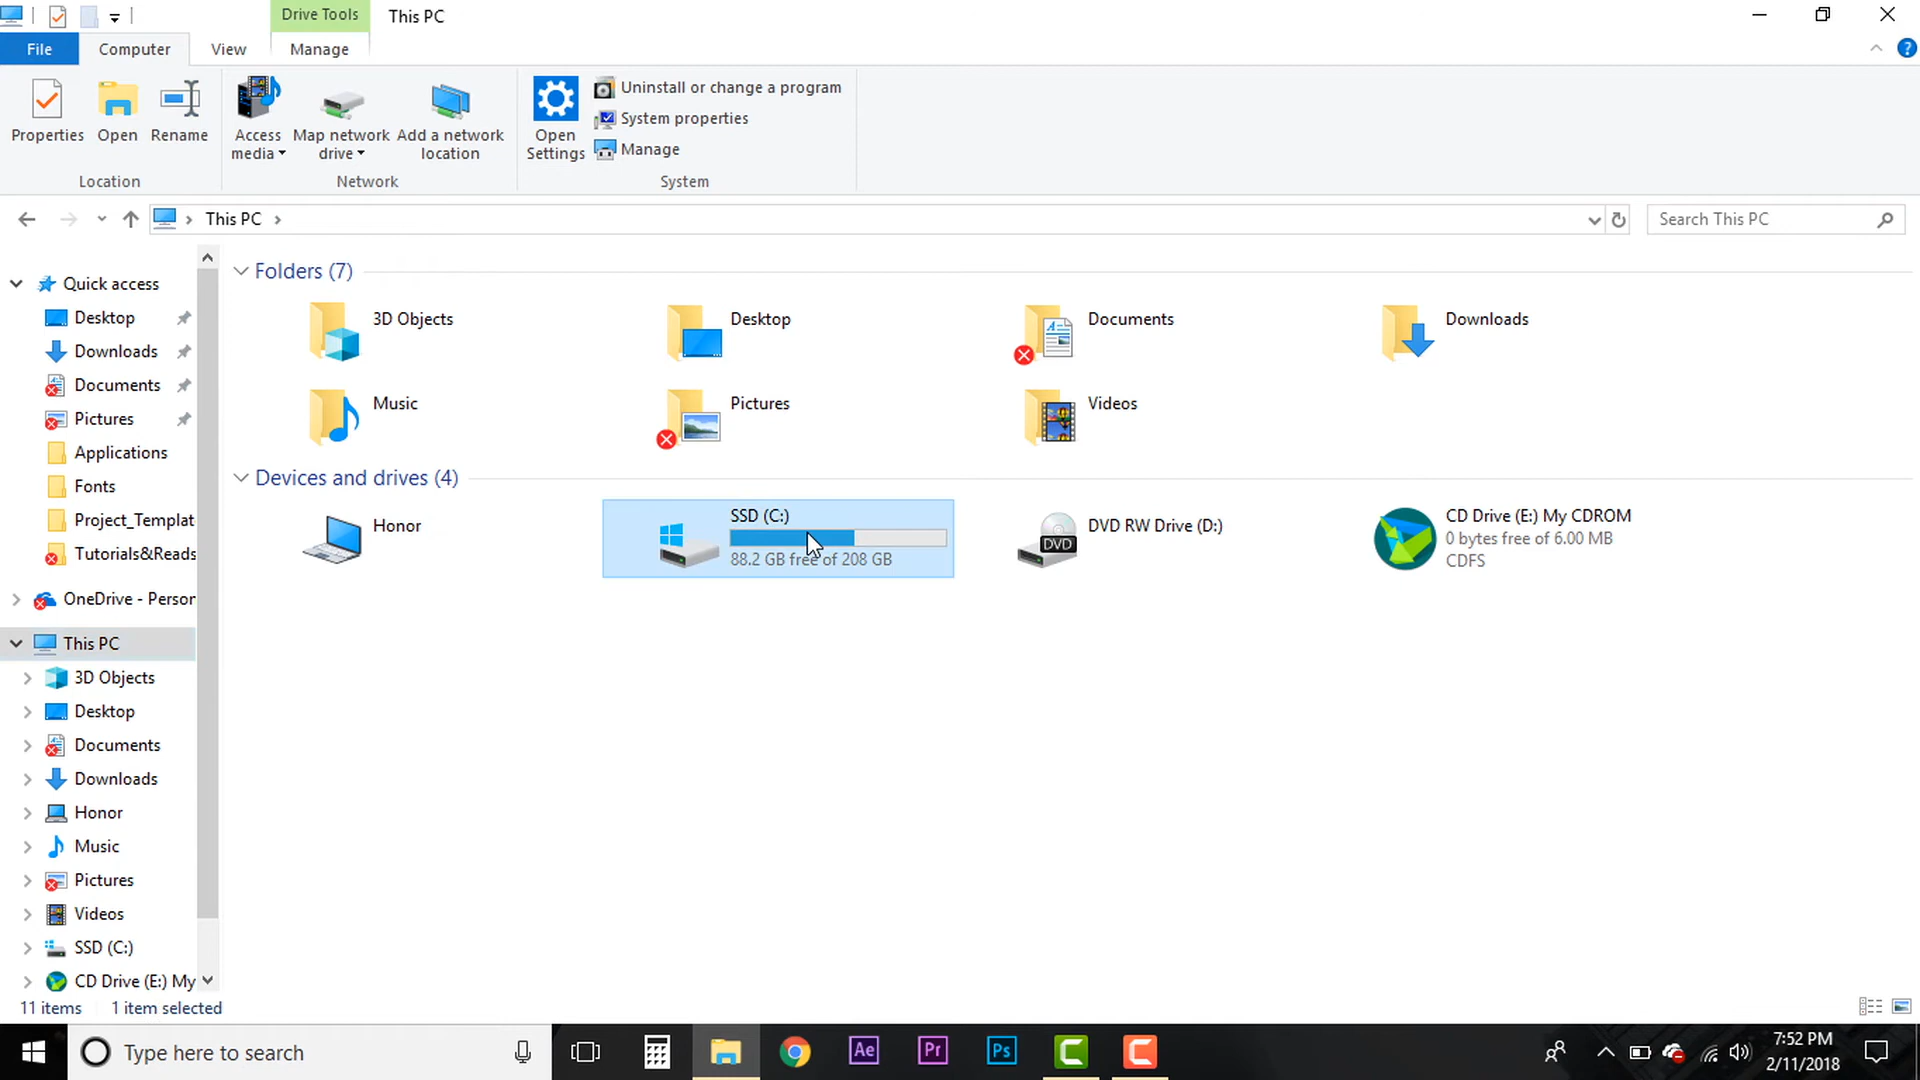 Drive Tools
This PC
File
Computer
View
Manage
Properties
Open
Rename
Access media
Map network drive
Add a network location
Open Settings
Uninstall or change a program
System properties
Manage
Location
Network
System
This PC
Search This PC
Quick access
Desktop
Downloads
Documents
Pictures
Applications
Fonts
Project_Templat
Tutorials&Reads
OneDrive - Person
This PC
3D Objects
Desktop
Documents
Downloads
Honor
Music
Pictures
Videos
SSD (C:)
CD Drive (E:) My
Folders (7)
3D Objects
Desktop
Documents
Downloads
Music
Pictures
Videos
Devices and drives (4)
Honor
SSD (C:)
88.2 GB free of 208 GB
DVD RW Drive (D:)
DVD
CD Drive (E:) My CDROM
0 bytes free of 6.00 MB
CDFS
11 items
1 item selected
Type here to search
Ae
Pr
Ps
7:52 PM
2/11/2018